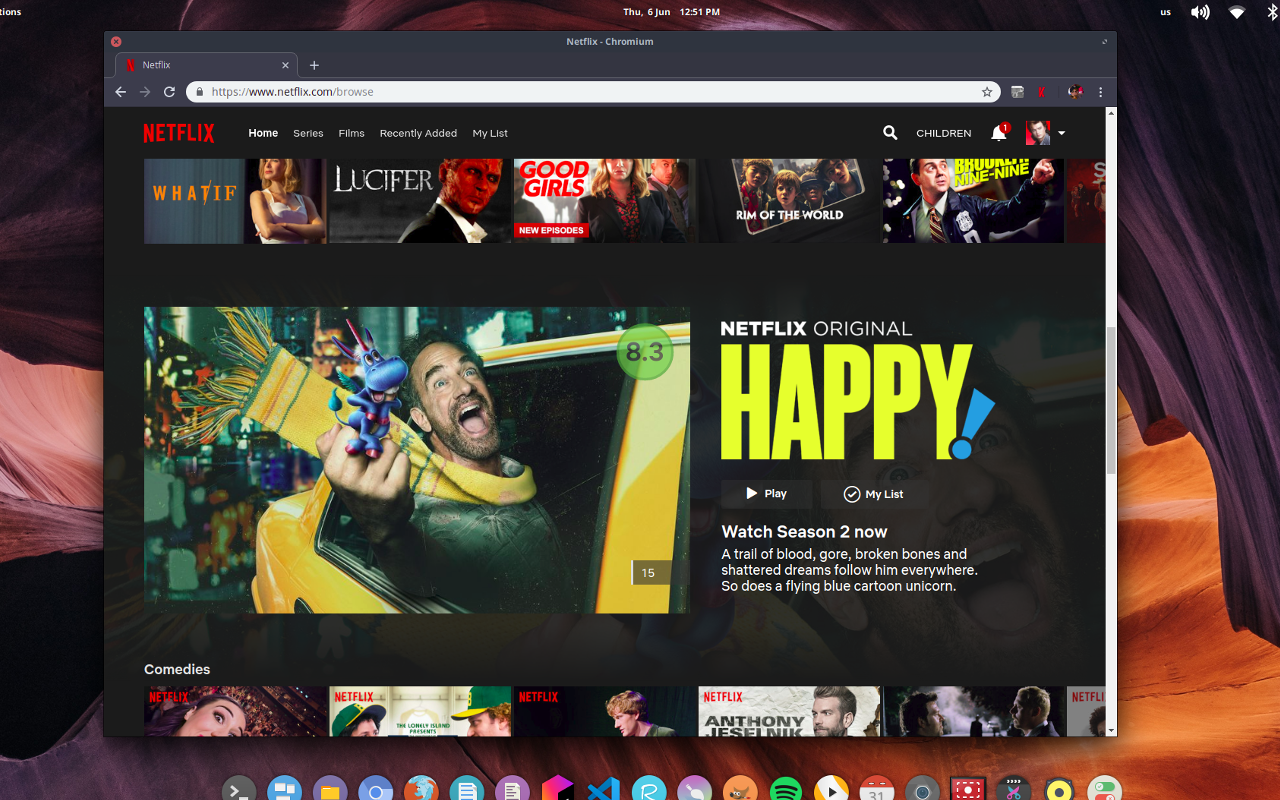 tions
Thu, 6 Jun 12:51 PM
us
Netflix - Chromium
Netflix
https://www.netflix.com/browse
NETFLIX
Home
Series
Films
Recently Added
My List
CHILDREN
1
WHAT/IF
LUCIFER
GOOD
GIRLS
NEW EPISODES
RIM OF THE WORLD
BROOKLYN
NINE-NINE
S
8.3
15
NETFLIX ORIGINAL
HAPPY!
Play
My List
Watch Season 2 now
A trail of blood, gore, broken bones and
shattered dreams follow him everywhere.
So does a flying blue cartoon unicorn.
Comedies
NETFLIX
NETFLIX
THE LONELY ISLAND
PRESENTS
NETFLIX
NETFLIX
ANTHONY
JESELNIK
NETFLI
31